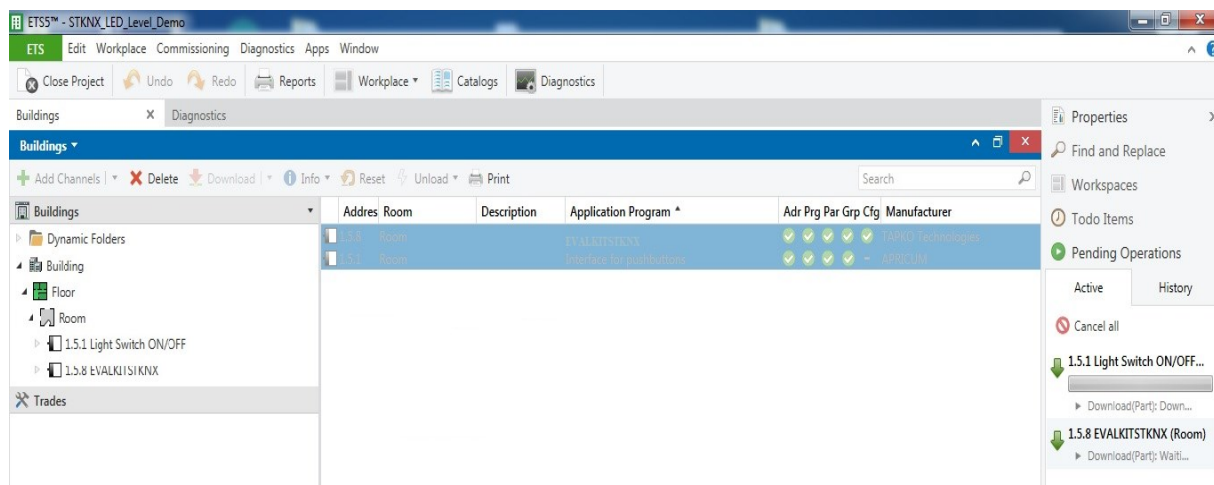 ETS5™ - STKNX_LED_Level_Demo
ETS Edit Workplace Commissioning Diagnostics Apps Window
Close Project Undo Redo Reports Workplace Catalogs Diagnostics
Buildings X Diagnostics
Buildings
Add Channels Delete Download Info Reset Unload Print Search
Buildings
Dynamic Folders
Building
Floor
Room
1.5.1 Light Switch ON/OFF
1.5.8 EVALKITSTKNX
Trades
Addres Room Description Application Program Adr Prg Par Grp Cfg Manufacturer
1.5.8 Room EVALKITSTKNX TAPKO Technologies
1.5.1 Room Interface for pushbuttons - APRICUM
Properties
Find and Replace
Workspaces
Todo Items
Pending Operations
Active History
Cancel all
1.5.1 Light Switch ON/OFF...
Download(Part): Down...
1.5.8 EVALKITSTKNX (Room)
Download(Part): Waiti...